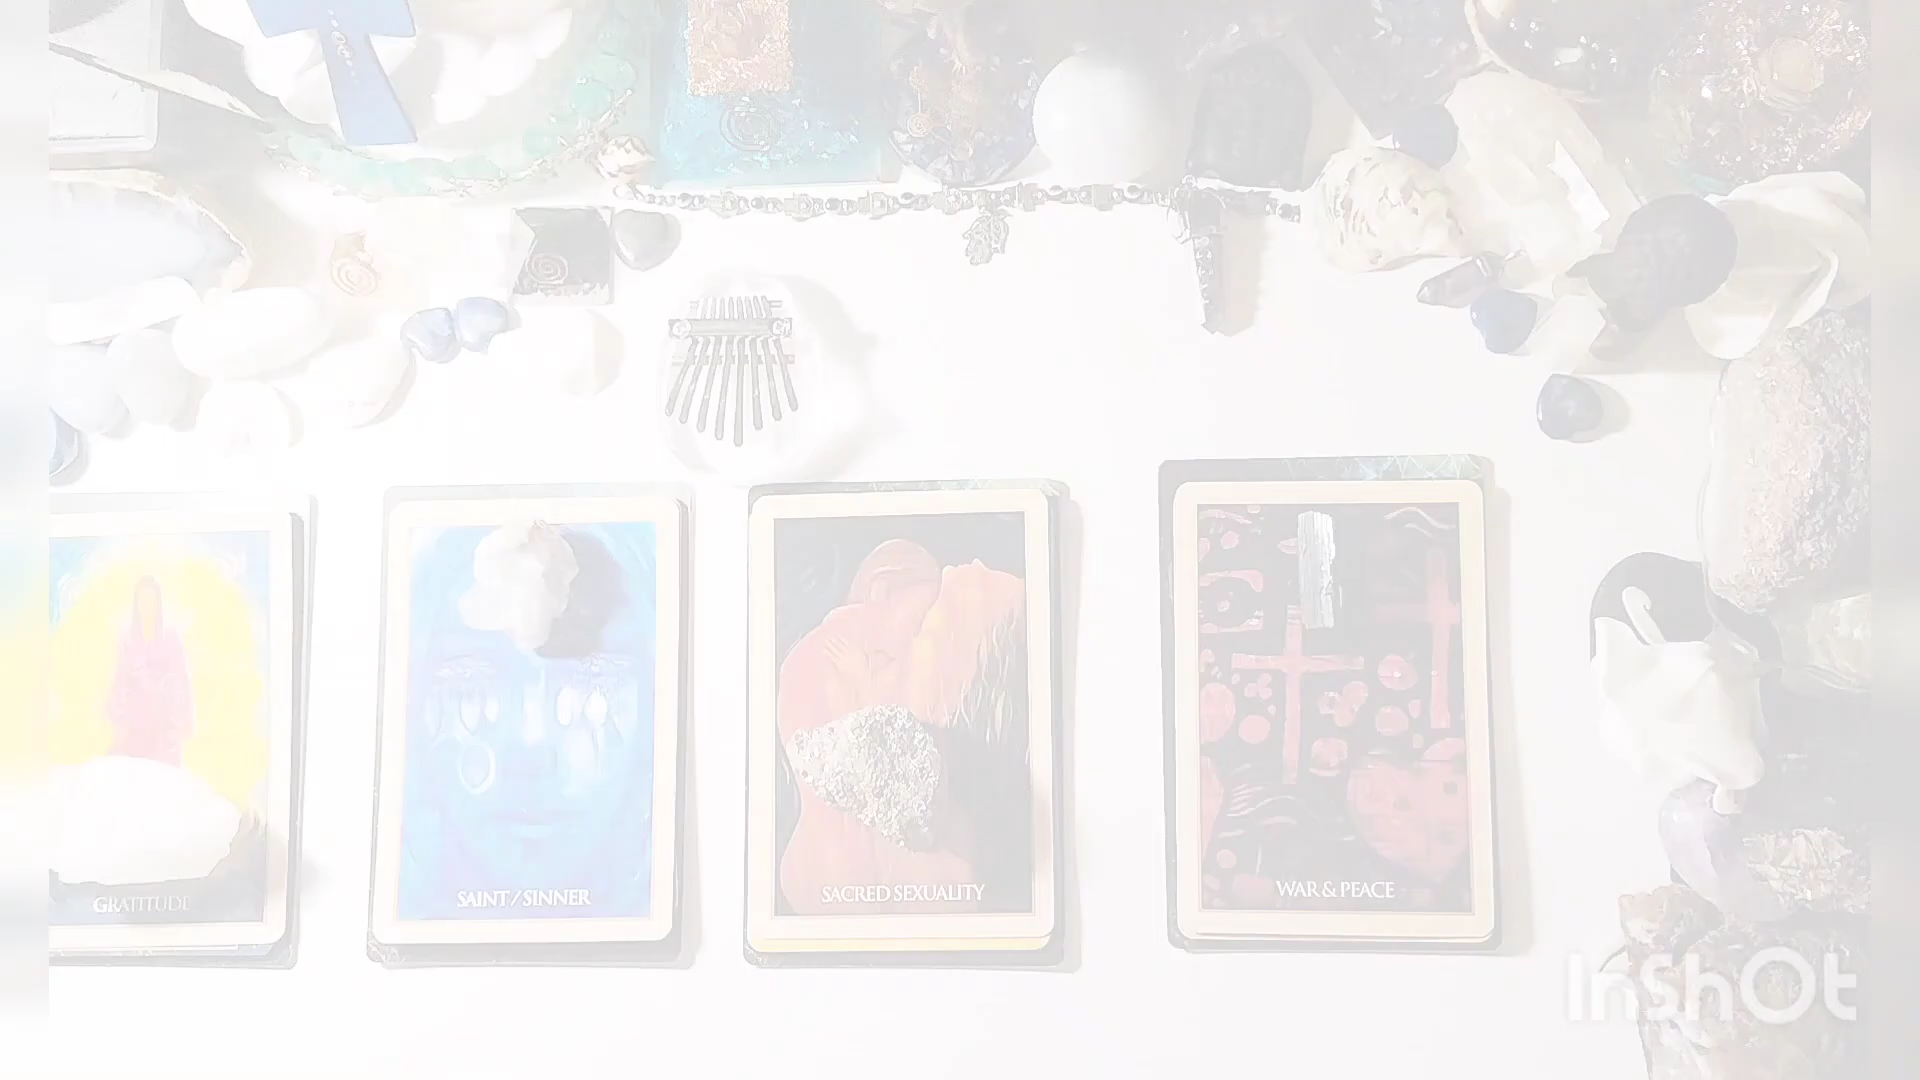 GRATITUDE
SAINT/SINNER
SACRED SEXUALITY
WAR & PEACE
InShOt